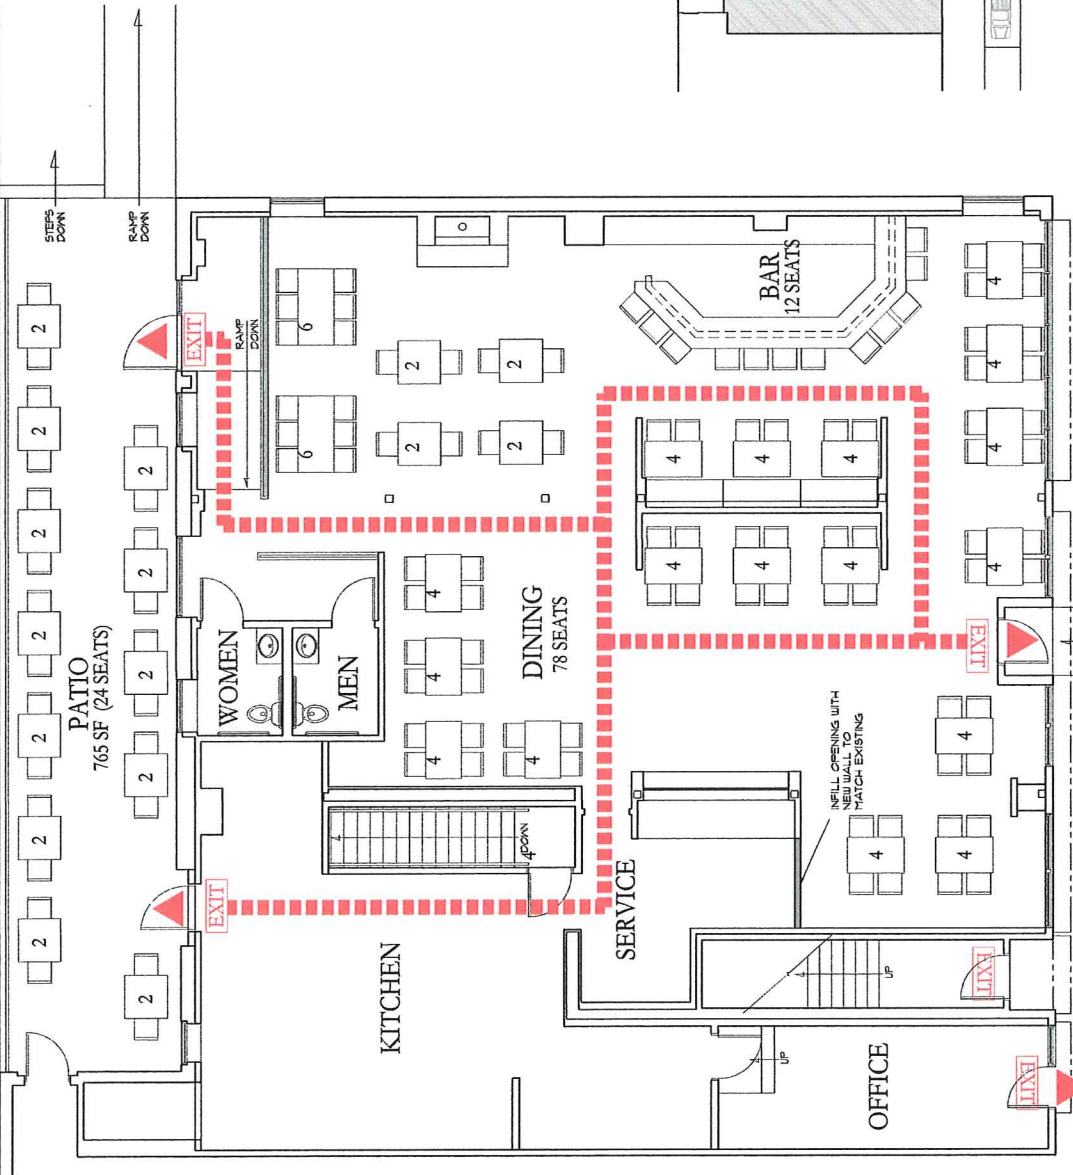 STEPS
DOWN
RAMP
DOWN
2
2
2
2
2
2
2
2
2
2
2
2
PATIO
765 SF (24 SEATS)
EXIT
EXIT
RAMP
DOWN
6
6
2
2
2
2
BAR
12 SEATS
WOMEN
MEN
4
4
4
4
DINING
78 SEATS
4
4
4
4
4
4
4
4
4
4
EXIT
4
4
4
INFILL OPENING WITH
NEW WALL TO
MATCH EXISTING
DOWN
SERVICE
KITCHEN
UP
EXIT
UP
OFFICE
EXIT